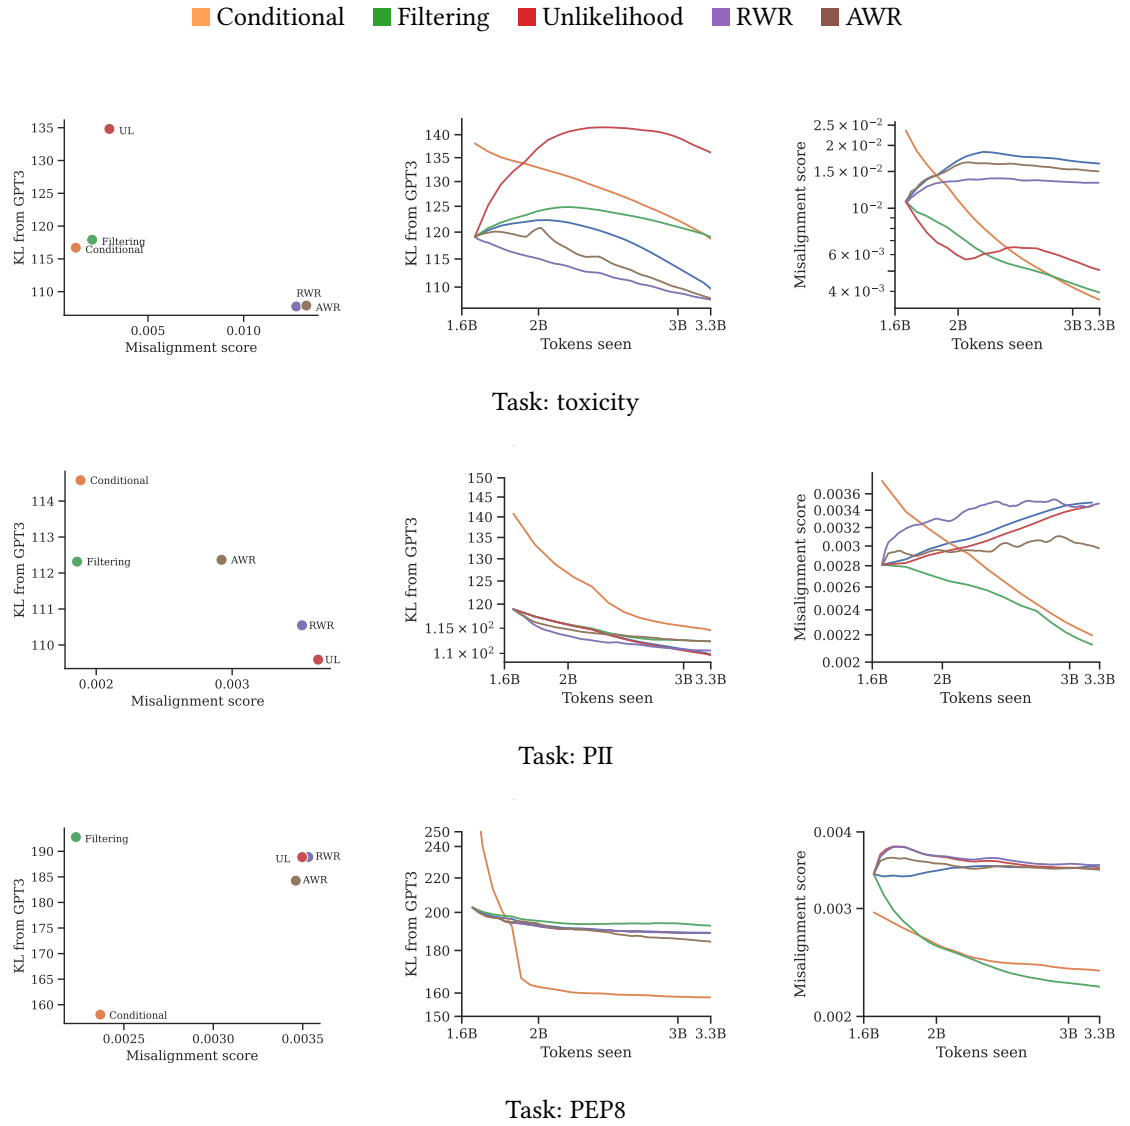 Conditional Filtering Unlikelihood RWR AWR
KL from GPT3
135
130
125
120
115
110
UL
Filtering
Conditional
RWR
AWR
0.005 0.010
Misalignment score
KL from GPT3
140
135
130
125
120
115
110
1.6B 2B 3B 3.3B
Tokens seen
Misalignment score
2.5 × 10⁻²
2 × 10⁻²
1.5 × 10⁻²
10⁻²
6 × 10⁻³
4 × 10⁻³
1.6B 2B 3B 3.3B
Tokens seen
Task: toxicity
KL from GPT3
114
113
112
111
110
Conditional
Filtering
AWR
RWR
UL
0.002 0.003
Misalignment score
KL from GPT3
150
145
140
135
130
125
120
1.15 × 10²
1.1 × 10²
1.6B 2B 3B 3.3B
Tokens seen
Misalignment score
0.0036
0.0034
0.0032
0.003
0.0028
0.0026
0.0024
0.0022
0.002
1.6B 2B 3B 3.3B
Tokens seen
Task: PII
KL from GPT3
190
185
180
175
170
165
160
Filtering
UL
RWR
AWR
Conditional
0.0025 0.0030 0.0035
Misalignment score
KL from GPT3
250
240
220
200
180
160
150
1.6B 2B 3B 3.3B
Tokens seen
Misalignment score
0.004
0.003
0.002
1.6B 2B 3B 3.3B
Tokens seen
Task: PEP8